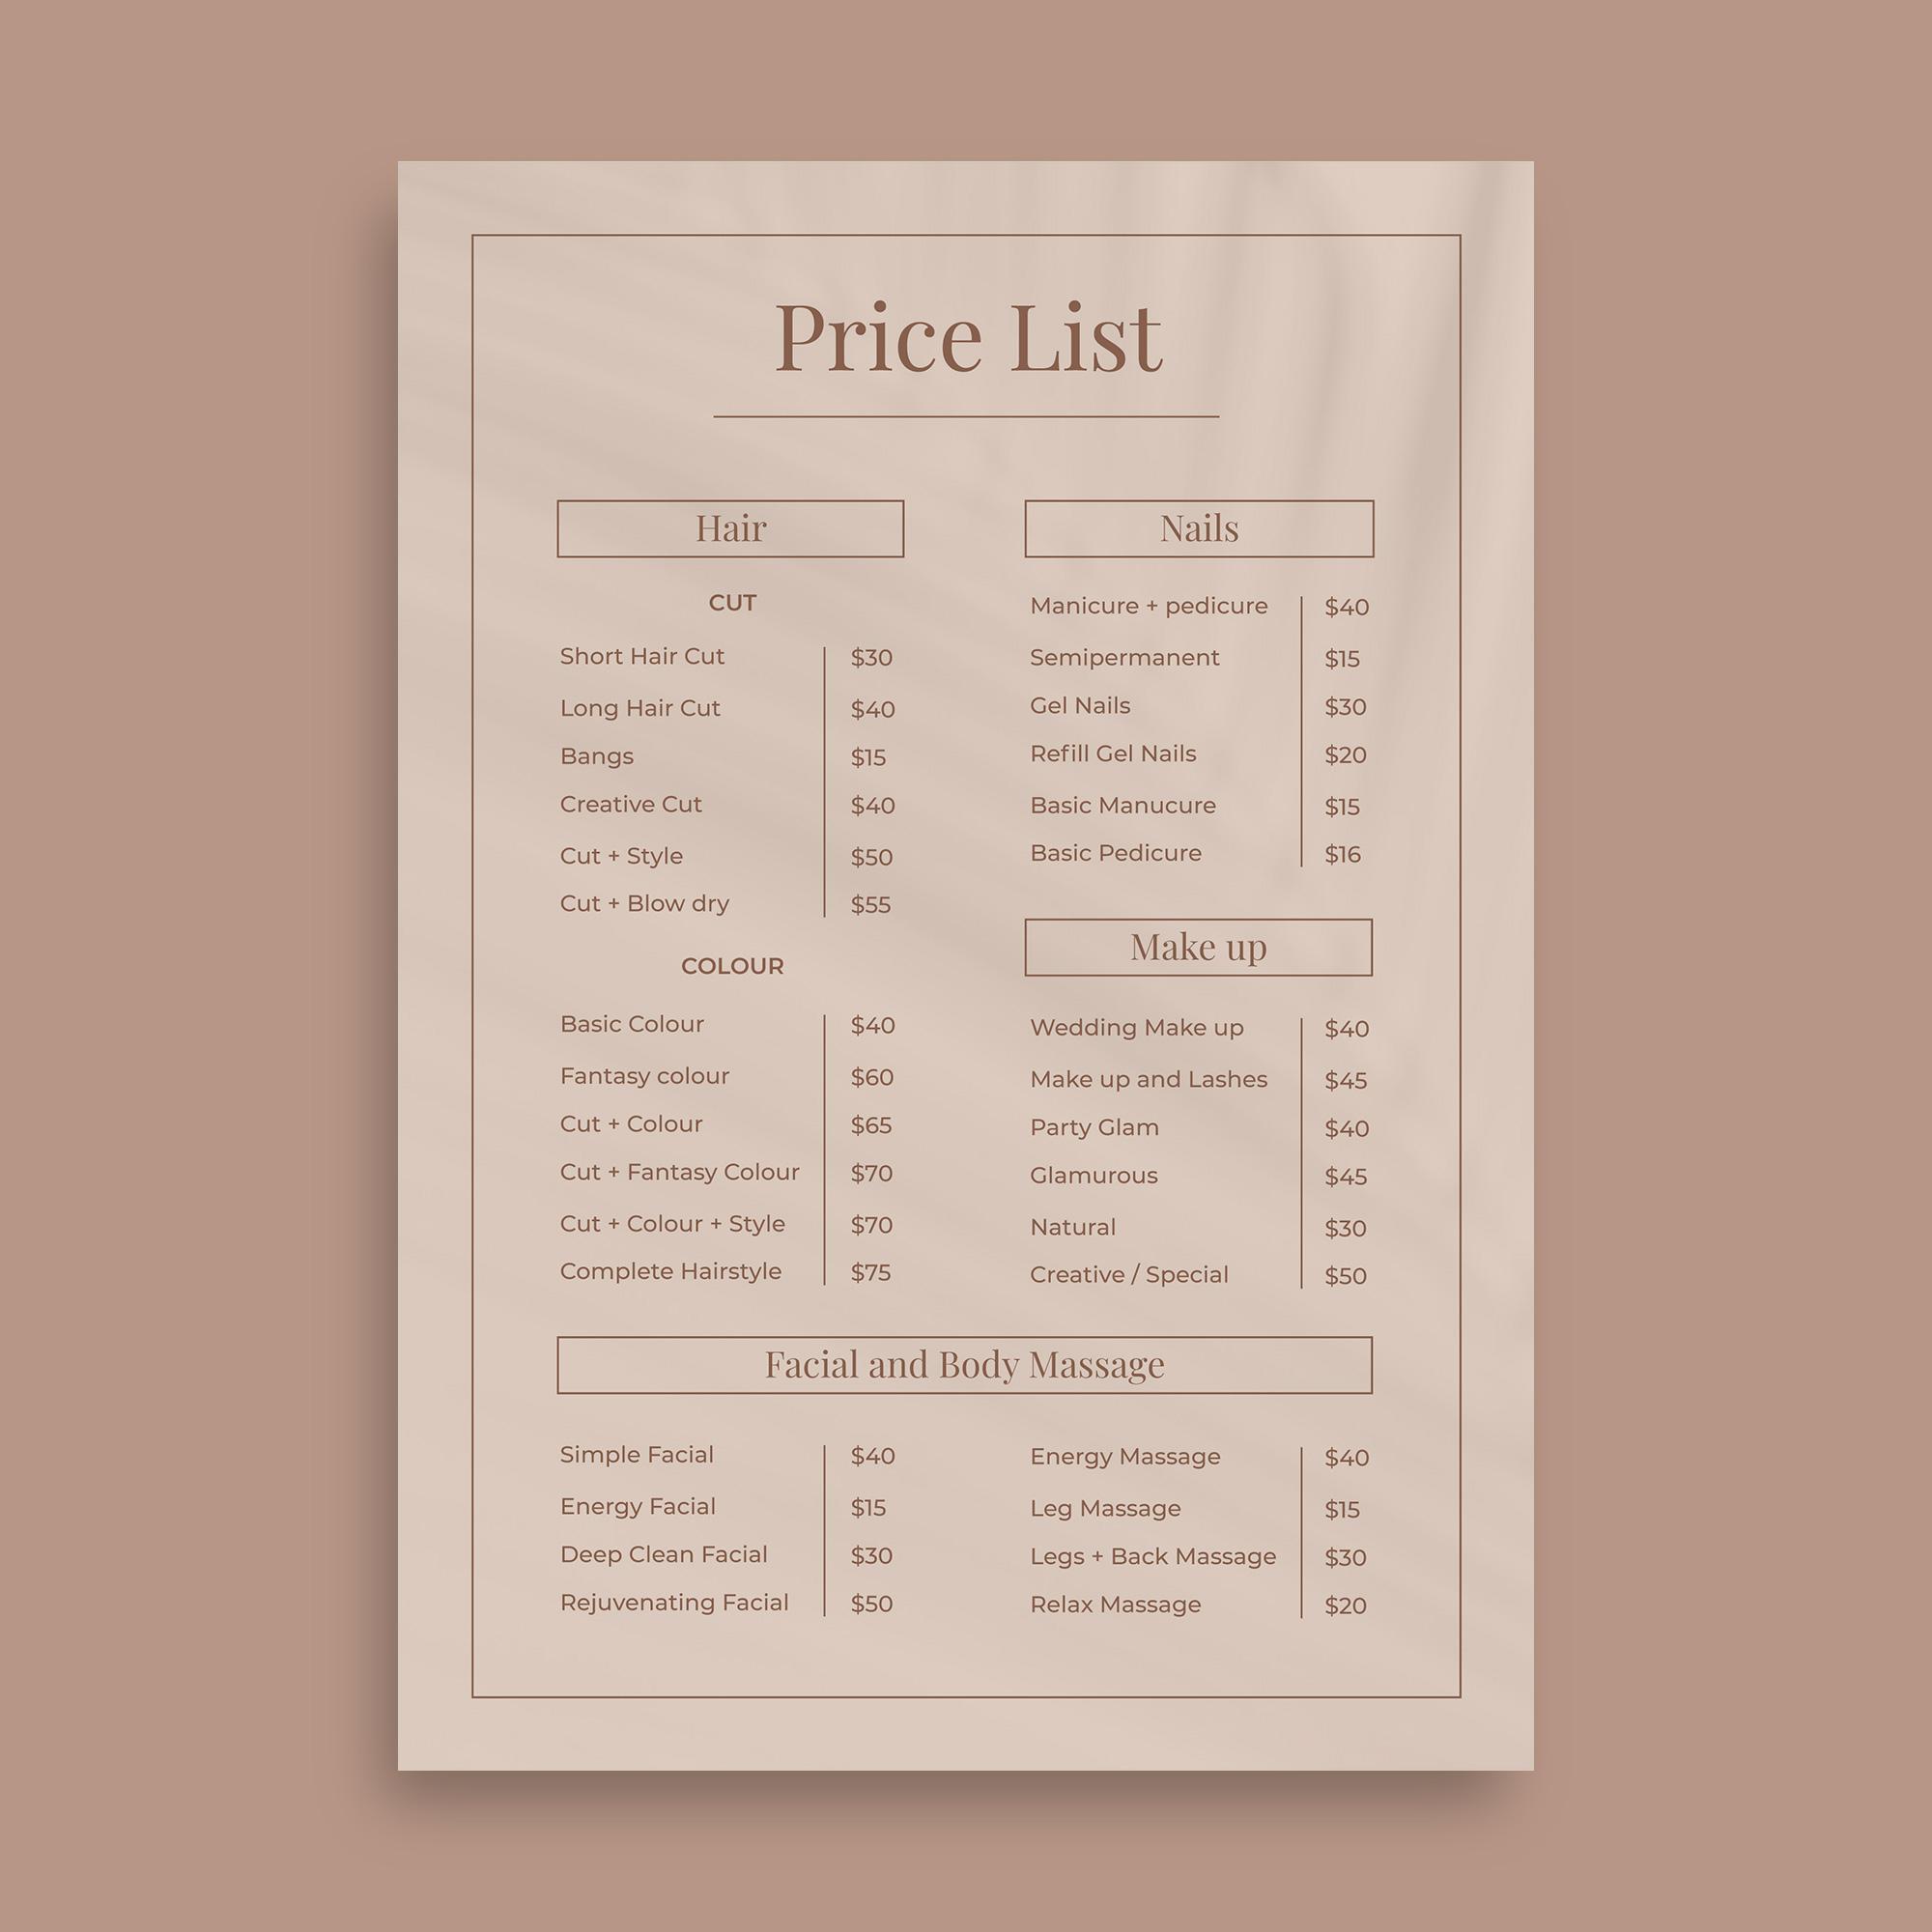 Price List
Hair
CUT
Short Hair Cut $30
Long Hair Cut $40
Bangs $15
Creative Cut $40
Cut + Style $50
Cut + Blow dry $55
COLOUR
Basic Colour $40
Fantasy colour $60
Cut + Colour $65
Cut + Fantasy Colour $70
Cut + Colour + Style $70
Complete Hairstyle $75
Nails
Manicure + pedicure $40
Semipermanent $15
Gel Nails $30
Refill Gel Nails $20
Basic Manucure $15
Basic Pedicure $16
Make up
Wedding Make up $40
Make up and Lashes $45
Party Glam $40
Glamurous $45
Natural $30
Creative / Special $50
Facial and Body Massage
Simple Facial $40
Energy Facial $15
Deep Clean Facial $30
Rejuvenating Facial $50
Energy Massage $40
Leg Massage $15
Legs + Back Massage $30
Relax Massage $20